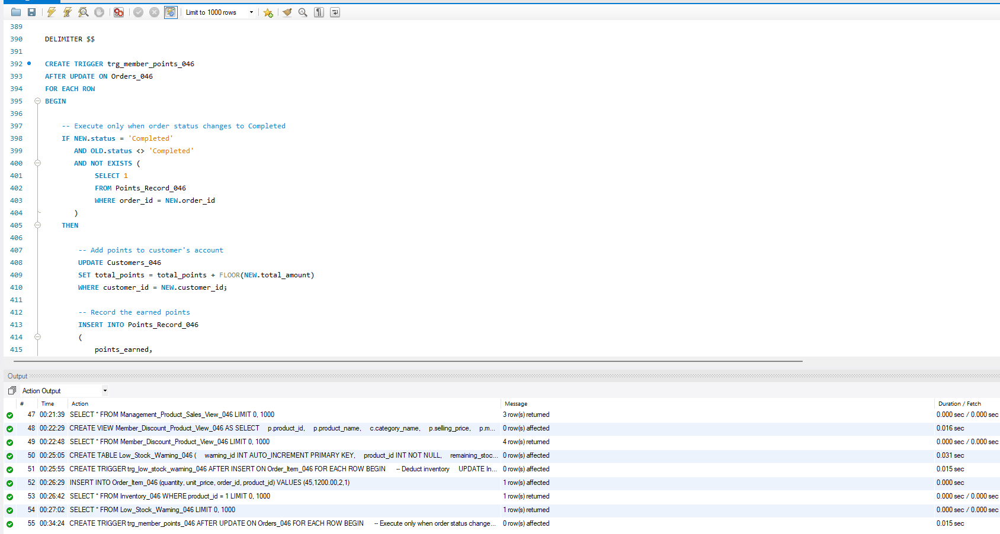 Limit to 1000 rows
389
390 DELIMITER $$
391
392 CREATE TRIGGER trg_member_points_046
393 AFTER UPDATE ON Orders_046
394 FOR EACH ROW
395 BEGIN
396
397 -- Execute only when order status changes to Completed
398 IF NEW.status = 'Completed'
399 AND OLD.status <> 'Completed'
400 AND NOT EXISTS (
401 SELECT 1
402 FROM Points_Record_046
403 WHERE order_id = NEW.order_id
404 )
405 THEN
406
407 -- Add points to customer's account
408 UPDATE Customers_046
409 SET total_points = total_points + FLOOR(NEW.total_amount)
410 WHERE customer_id = NEW.customer_id;
411
412 -- Record the earned points
413 INSERT INTO Points_Record_046
414 (
415 points_earned,
Output
Action Output
# Time Action Message Duration / Fetch
47 00:21:39 SELECT * FROM Management_Product_Sales_View_046 LIMIT 0, 1000 3 row(s) returned 0.000 sec / 0.000 sec
48 00:22:29 CREATE VIEW Member_Discount_Product_View_046 AS SELECT p.product_id, p.product_name, c.category_name, p.selling_price, p.m... 0 row(s) affected 0.016 sec
49 00:22:48 SELECT * FROM Member_Discount_Product_View_046 LIMIT 0, 1000 4 row(s) returned 0.000 sec / 0.000 sec
50 00:25:05 CREATE TABLE Low_Stock_Warning_046 ( warning_id INT AUTO_INCREMENT PRIMARY KEY, product_id INT NOT NULL, remaining_stoc... 0 row(s) affected 0.031 sec
51 00:25:55 CREATE TRIGGER trg_low_stock_warning_046 AFTER INSERT ON Order_Item_046 FOR EACH ROW BEGIN -- Deduct inventory UPDATE In... 0 row(s) affected 0.015 sec
52 00:26:29 INSERT INTO Order_Item_046 (quantity, unit_price, order_id, product_id) VALUES (45,1200.00,2,1) 1 row(s) affected 0.000 sec
53 00:26:42 SELECT * FROM Inventory_046 WHERE product_id = 1 LIMIT 0, 1000 1 row(s) returned 0.000 sec / 0.000 sec
54 00:27:02 SELECT * FROM Low_Stock_Warning_046 LIMIT 0, 1000 1 row(s) returned 0.000 sec / 0.000 sec
55 00:34:24 CREATE TRIGGER trg_member_points_046 AFTER UPDATE ON Orders_046 FOR EACH ROW BEGIN -- Execute only when order status change... 0 row(s) affected 0.015 sec